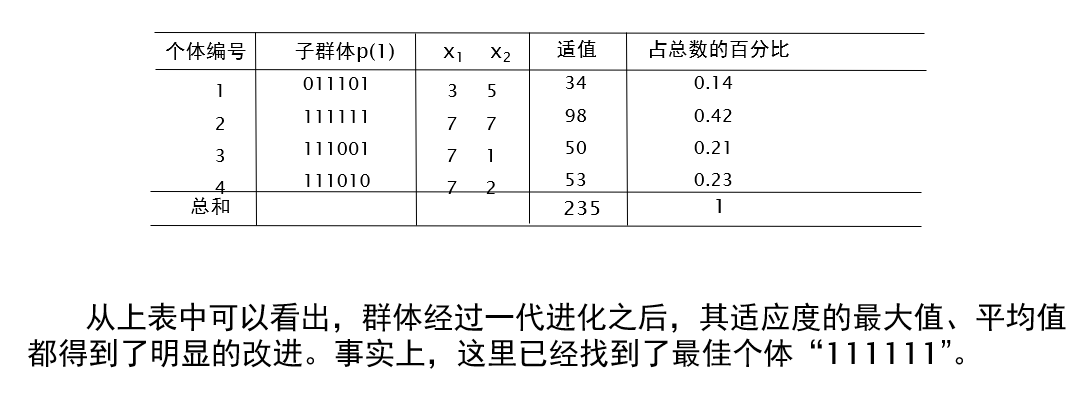 个体编号 子群体p(1) x₁ x₂ 适值 占总数的百分比
1 011101 3 5 34 0.14
2 111111 7 7 98 0.42
3 111001 7 1 50 0.21
4 111010 7 2 53 0.23
总和 235 1
从上表中可以看出，群体经过一代进化之后，其适应度的最大值、平均值
都得到了明显的改进。事实上，这里已经找到了最佳个体“111111”。